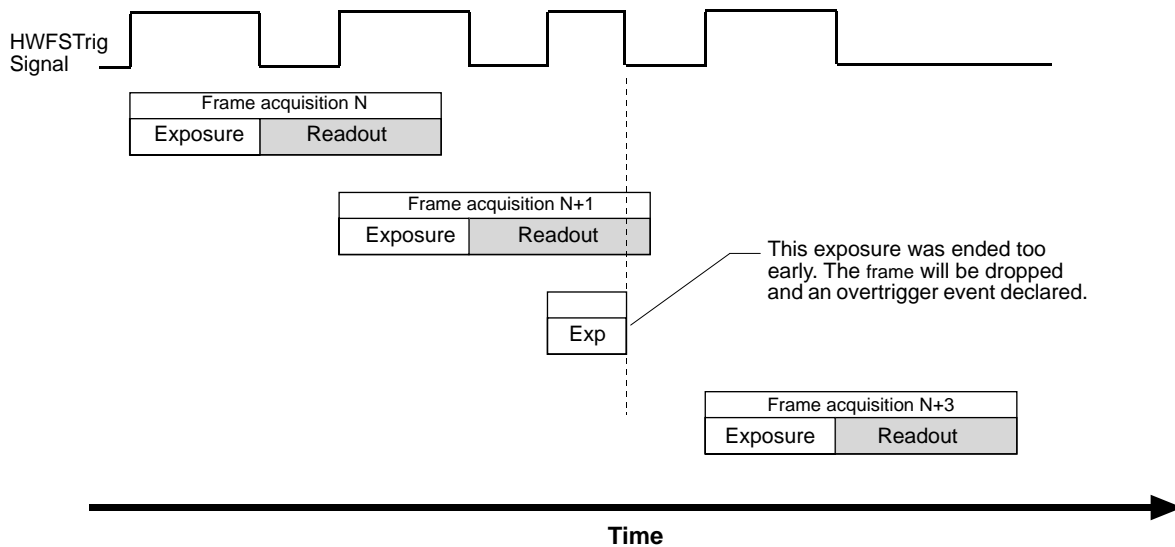 HWFSTrig
Signal
Frame acquisition N
Exposure Readout
Frame acquisition N+1
Exposure Readout
This exposure was ended too
early. The frame will be dropped
and an overtrigger event declared.
Exp
Frame acquisition N+3
Exposure Readout
Time